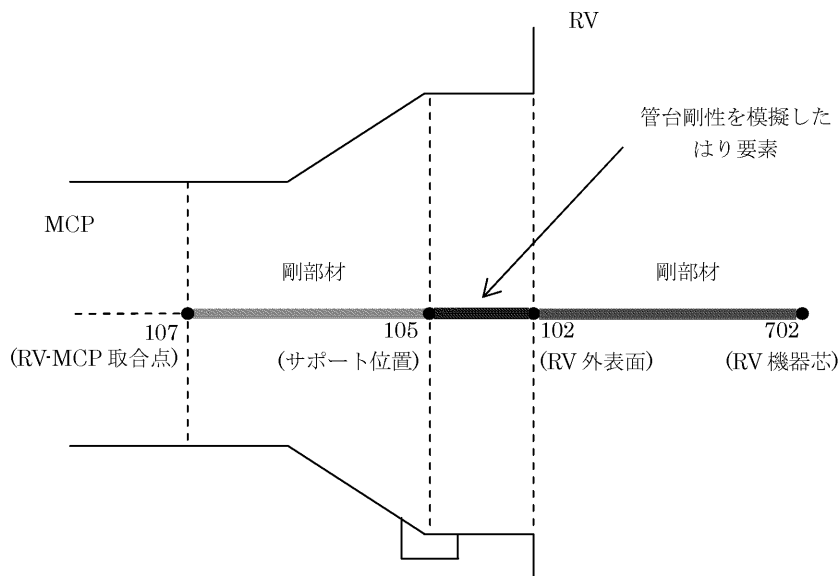 RV
管台剛性を模擬した
はり要素
MCP
剛部材
剛部材
107
105
102
702
(RV-MCP 取合点)
(サポート位置)
(RV 外表面)
(RV 機器芯)